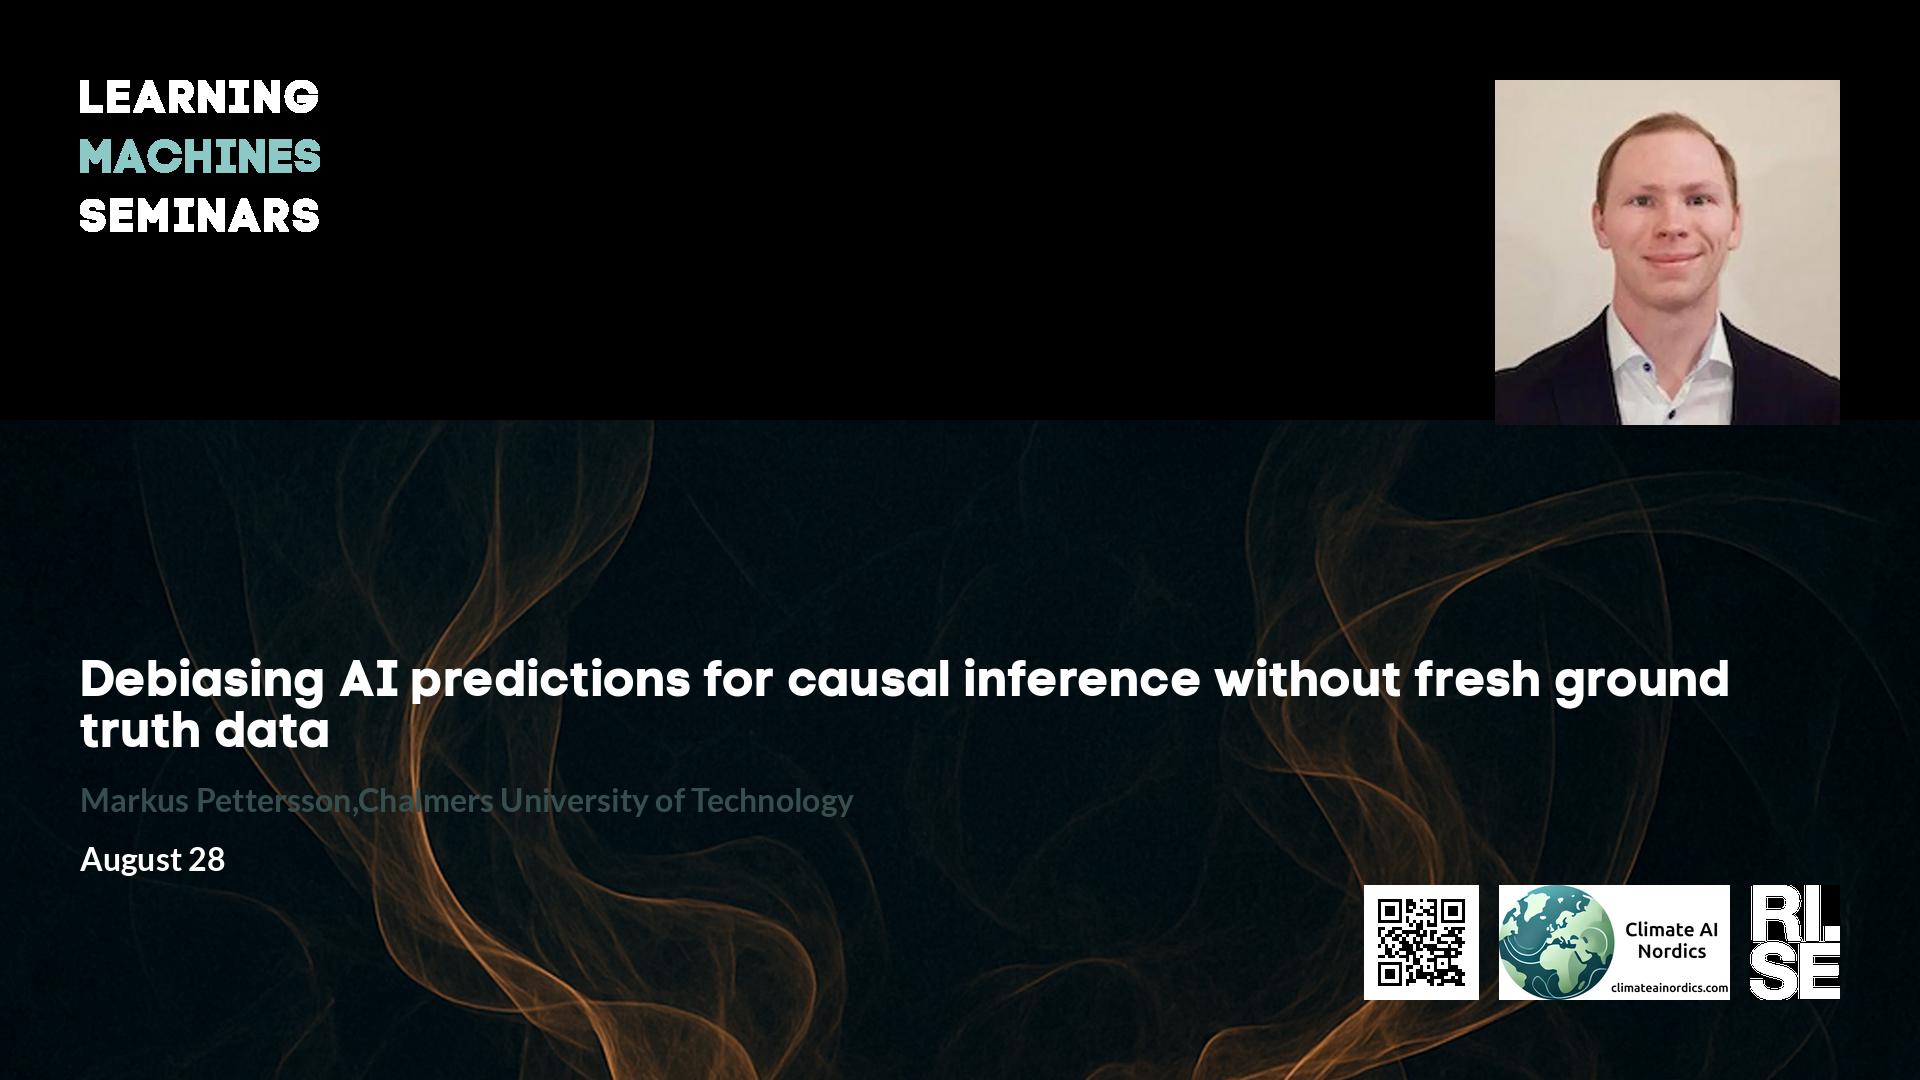 LEARNING
MACHINES
SEMINARS
Debiasing AI predictions for causal inference without fresh ground
truth data
Markus Pettersson,Chalmers University of Technology
August 28
Climate AI
Nordics
climateainordics.com
RI.
SE